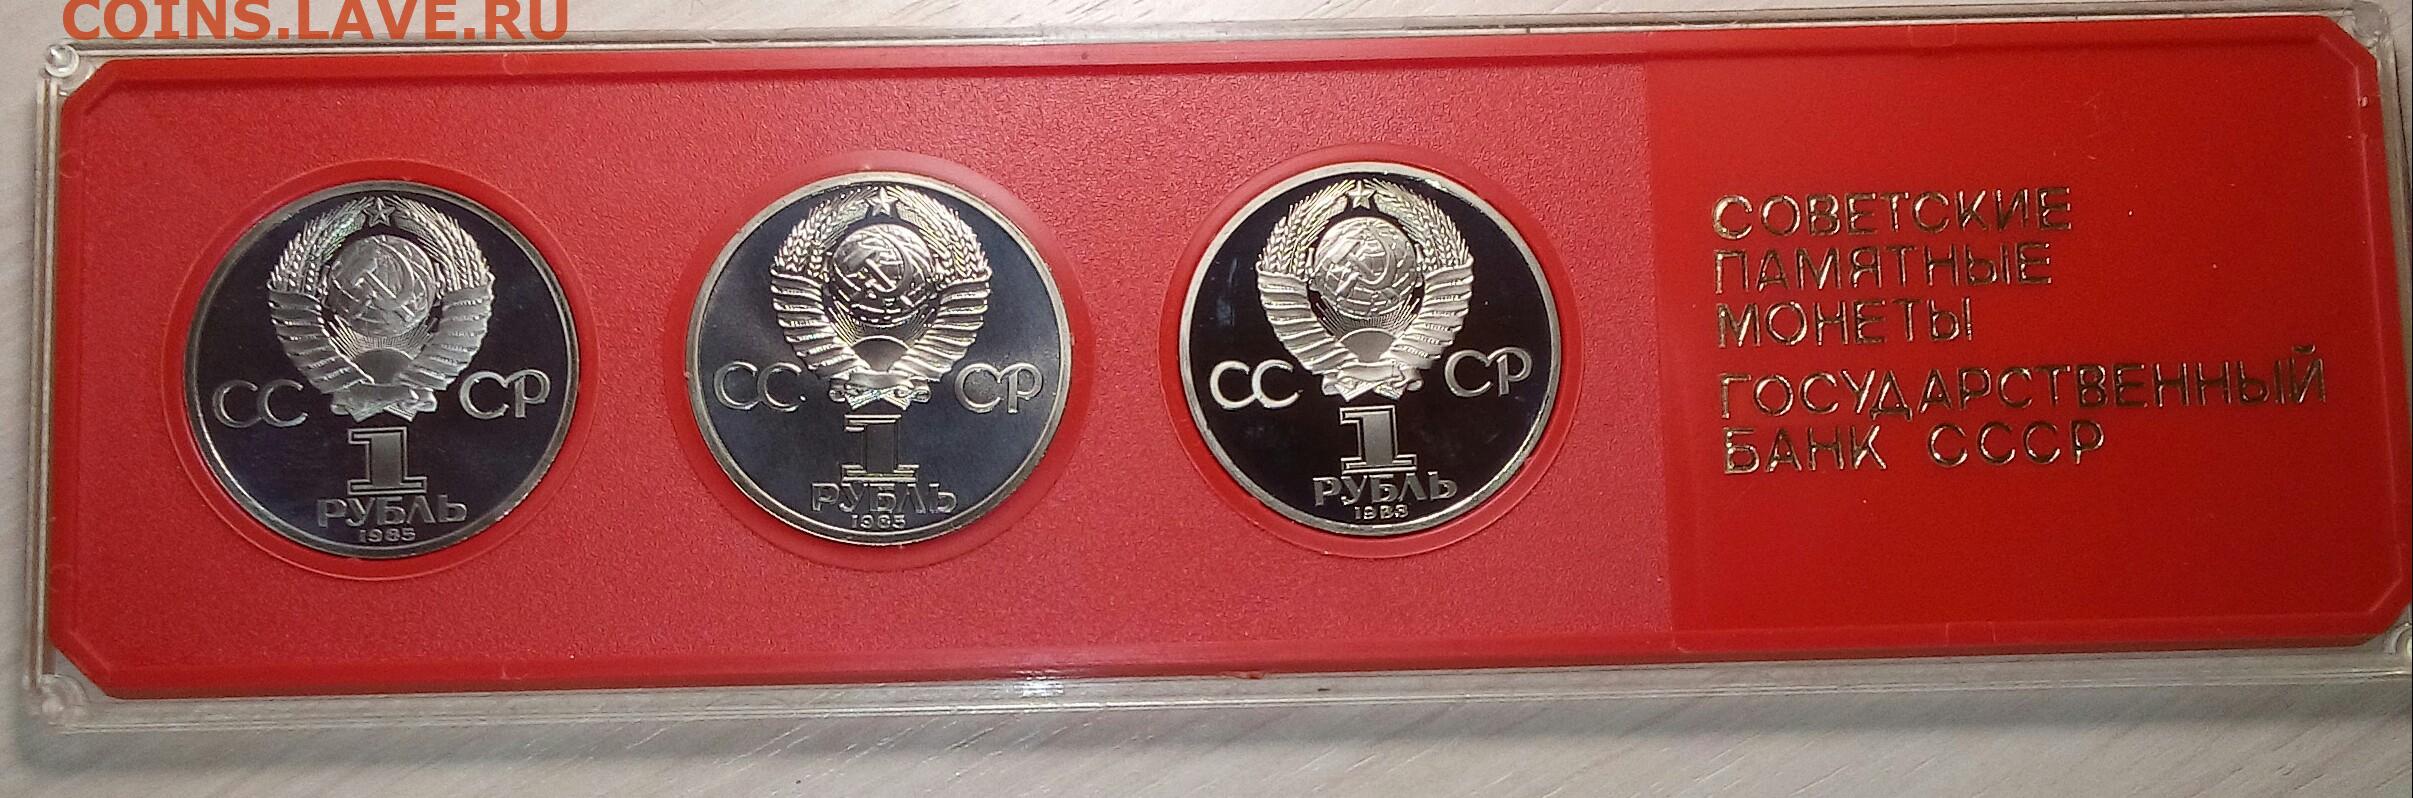 COINS.LAVE.RU
СС СР
1
РУБЛЬ
1985
СС СР
1
РУБЛЬ
1985
СС СР
1
РУБЛЬ
1983
СОВЕТСКИЕ
ПАМЯТНЫЕ
МОНЕТЫ
ГОСУДАРСТВЕННЫЙ
БАНК СССР